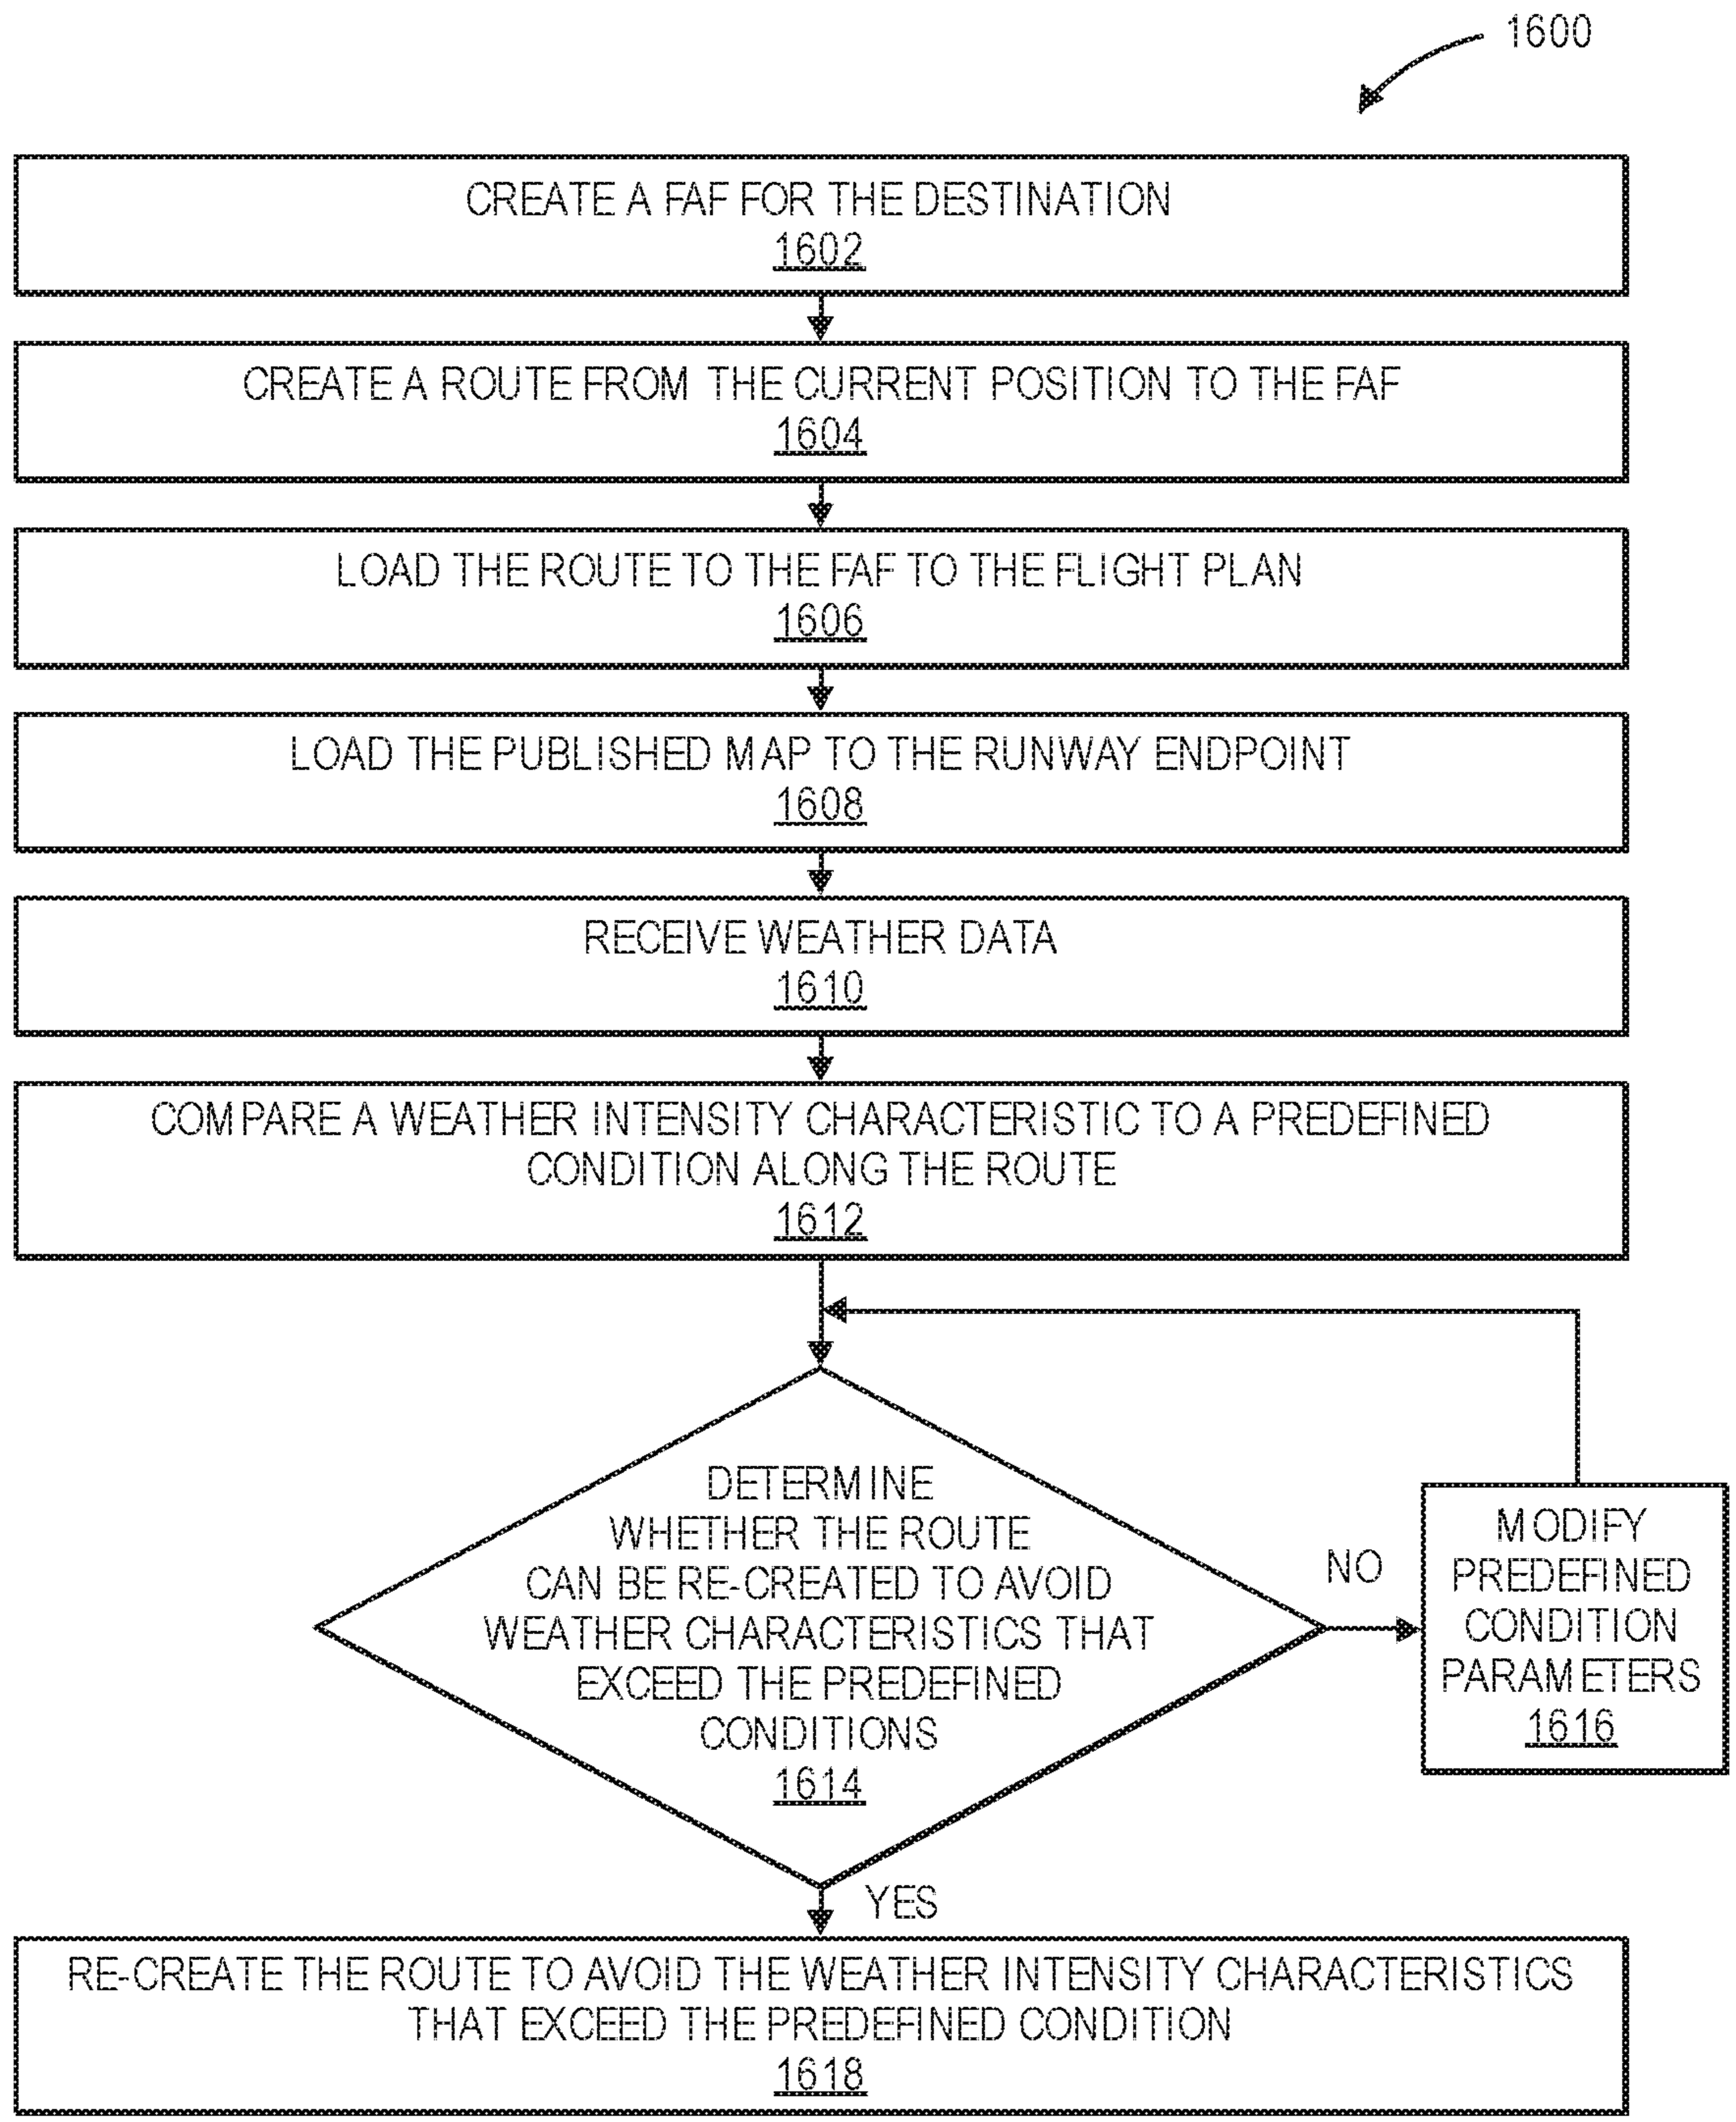 1600
CREATE A FAF FOR THE DESTINATION
1602
CREATE A ROUTE FROM THE CURRENT POSITION TO THE FAF
1604
LOAD THE ROUTE TO THE FAF TO THE FLIGHT PLAN
1606
LOAD THE PUBLISHED MAP TO THE RUNWAY ENDPOINT
1608
RECEIVE WEATHER DATA
1610
COMPARE A WEATHER INTENSITY CHARACTERISTIC TO A PREDEFINED
CONDITION ALONG THE ROUTE
1612
DETERMINE
WHETHER THE ROUTE
CAN BE RE-CREATED TO AVOID
WEATHER CHARACTERISTICS THAT
EXCEED THE PREDEFINED
CONDITIONS
1614
NO
MODIFY
PREDEFINED
CONDITION
PARAMETERS
1616
YES
RE-CREATE THE ROUTE TO AVOID THE WEATHER INTENSITY CHARACTERISTICS
THAT EXCEED THE PREDEFINED CONDITION
1618